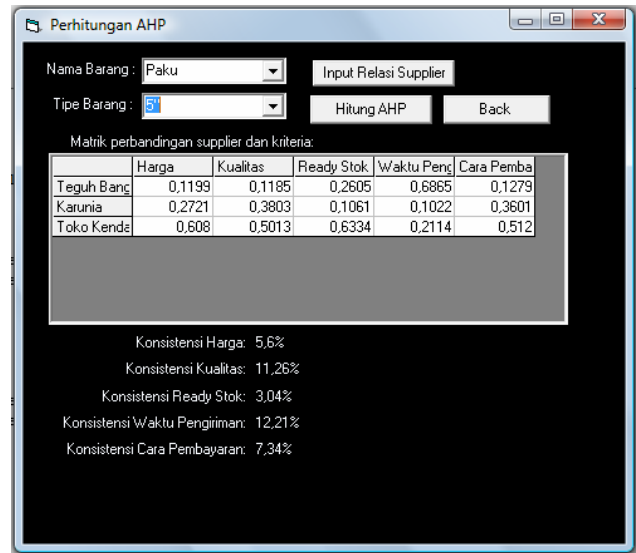 Perhitungan AHP
Nama Barang : Paku Input Relasi Supplier
Tipe Barang : 5" Hitung AHP Back
Matrik perbandingan supplier dan kriteria:
Harga Kualitas Ready Stok Waktu Peng Cara Pemba
Teguh Bang 0,1199 0,1185 0,2605 0,6865 0,1279
Karunia 0,2721 0,3803 0,1061 0,1022 0,3601
Toko Kenda 0,608 0,5013 0,6334 0,2114 0,512
Konsistensi Harga: 5,6%
Konsistensi Kualitas: 11,26%
Konsistensi Ready Stok: 3,04%
Konsistensi Waktu Pengiriman: 12,21%
Konsistensi Cara Pembayaran: 7,34%